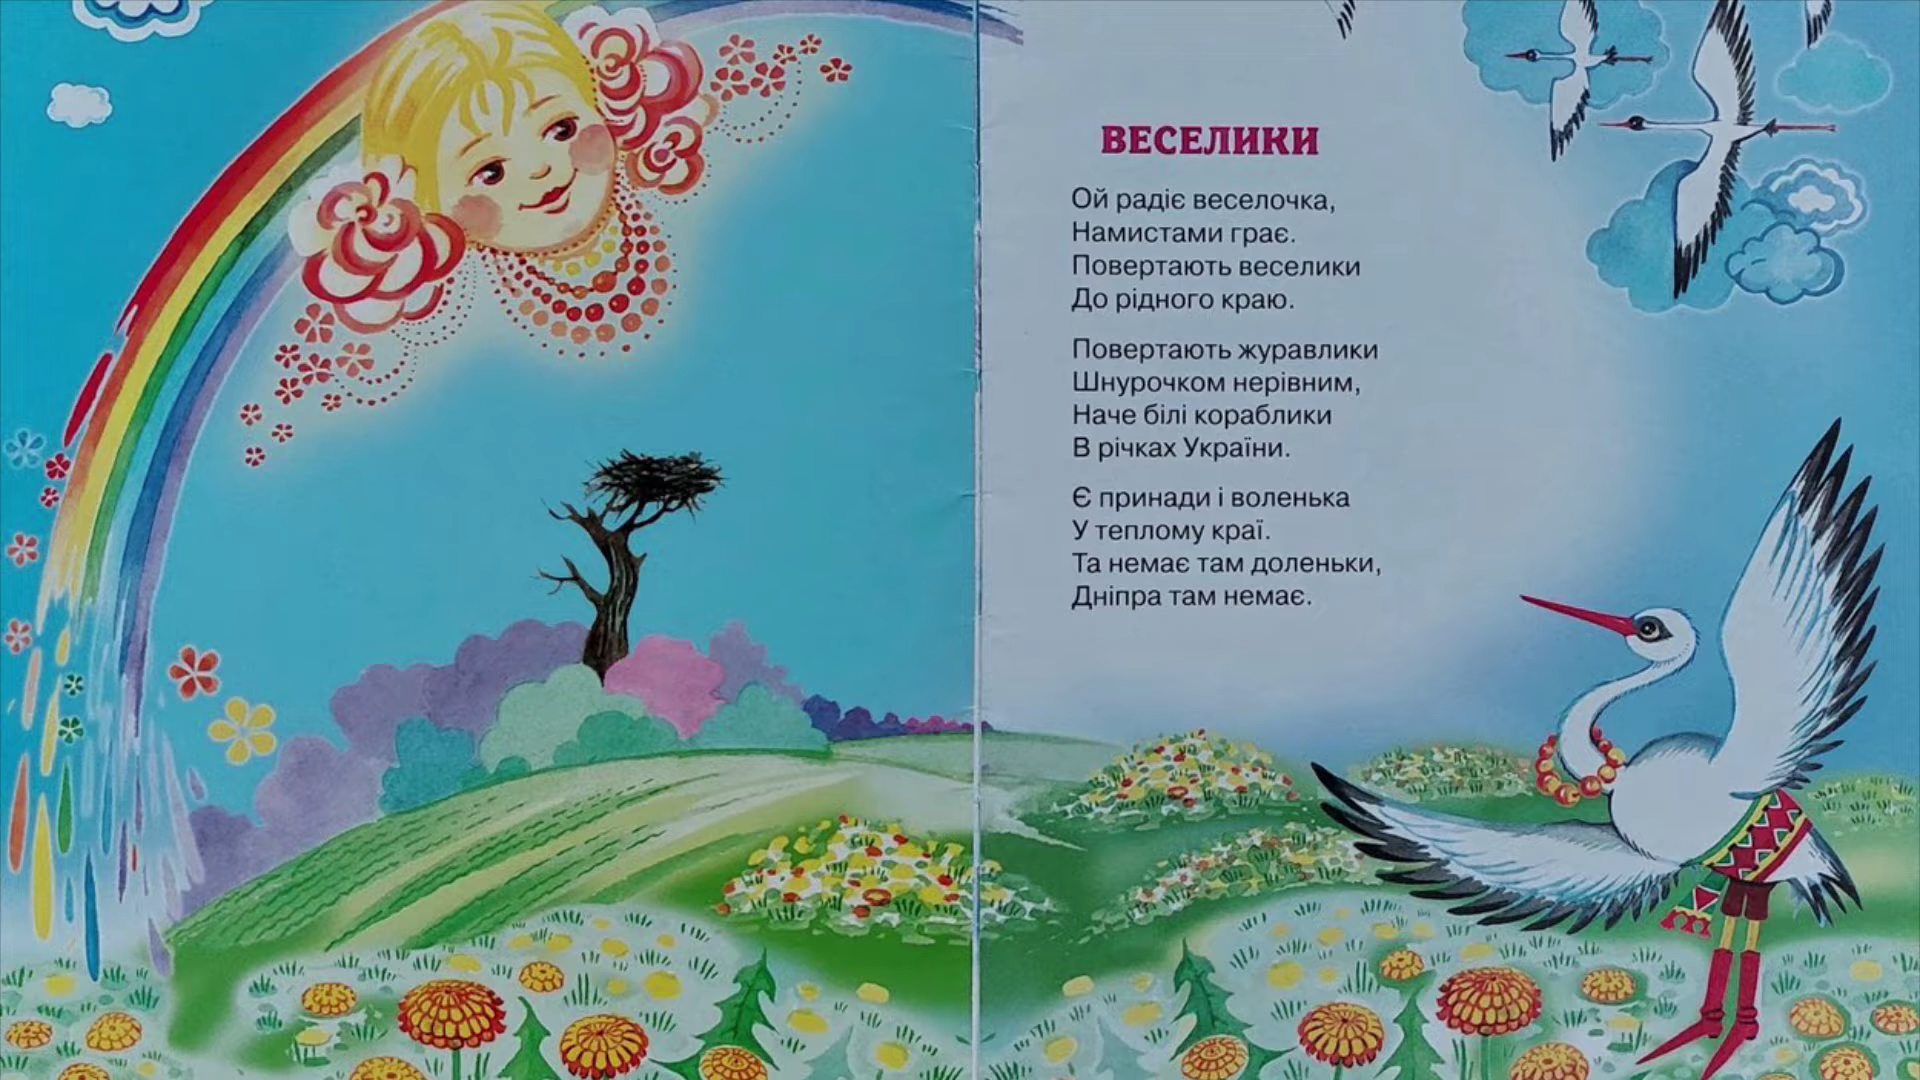 ВЕСЕЛИКИ
Ой радіє веселочка,
Намистами грає.
Повертають веселики
До рідного краю.
Повертають журавлики
Шнурочком нерівним,
Наче білі кораблики
В річках України.
Є принади і воленька
У теплому краї.
Та немає там доленьки,
Дніпра там немає.